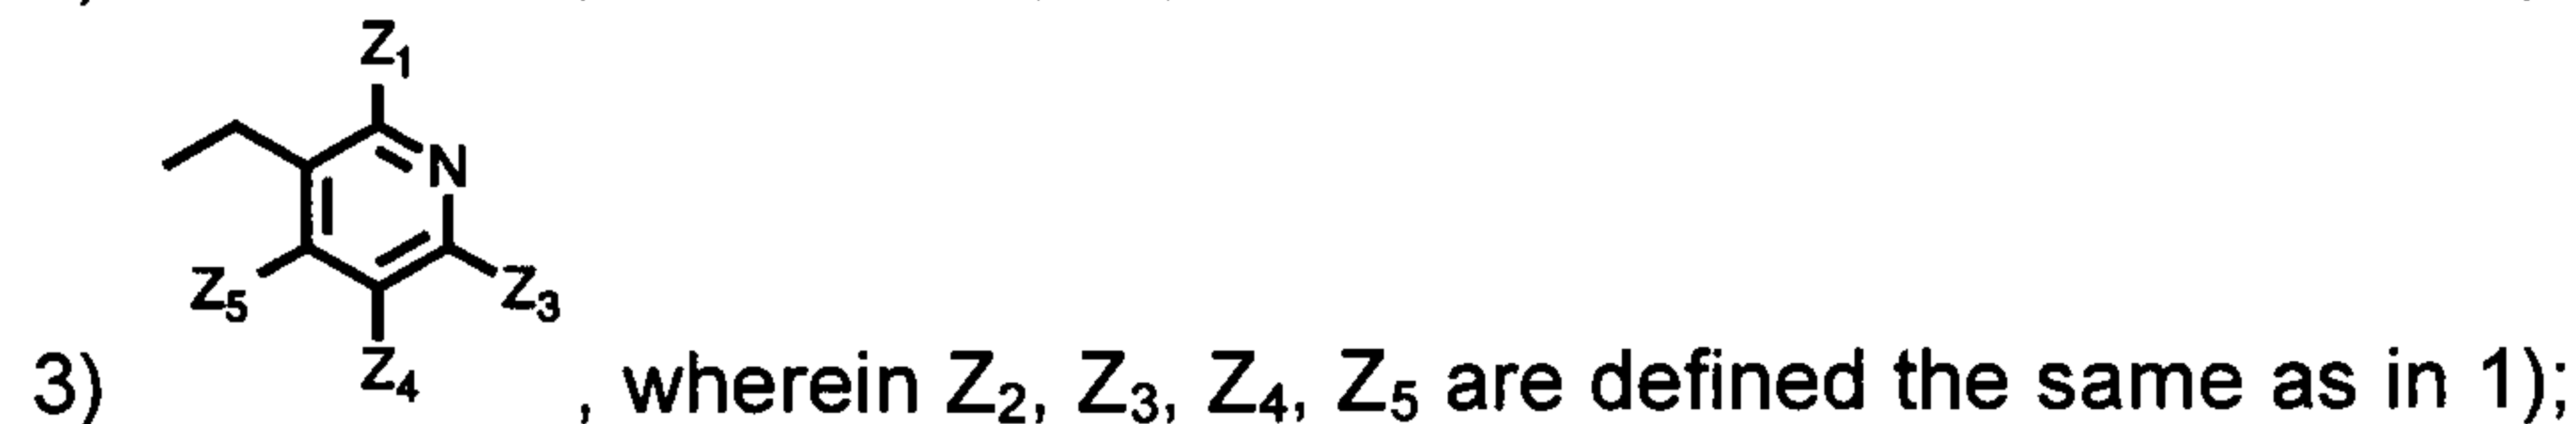 Z₁
N
Z₅
Z₃
Z₄
3) , wherein Z₂, Z₃, Z₄, Z₅ are defined the same as in 1);